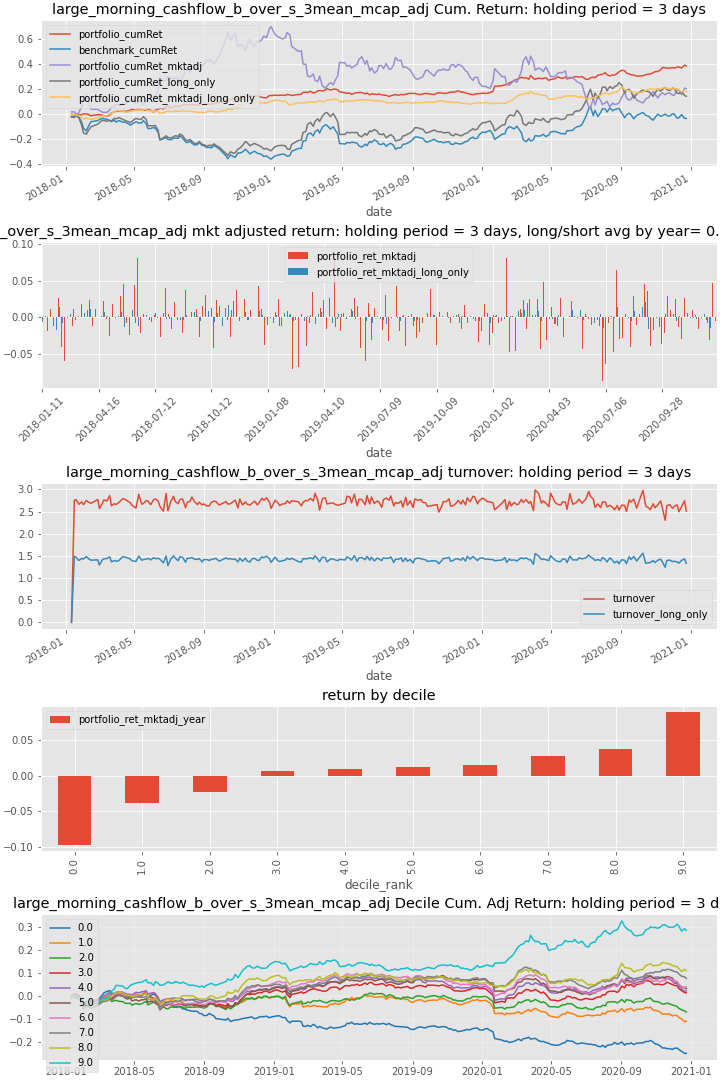 large_morning_cashflow_b_over_s_3mean_mcap_adj Cum. Return: holding period = 3 days
portfolio_cumRet
benchmark_cumRet
portfolio_cumRet_mktadj
portfolio_cumRet_long_only
portfolio_cumRet_mktadj_long_only
0.6
0.4
0.2
0.0
−0.2
−0.4
2018-01 2018-05 2018-09 2019-01 2019-05 2019-09 2020-01 2020-05 2020-09 2021-01
date
_over_s_3mean_mcap_adj mkt adjusted return: holding period = 3 days, long/short avg by year= 0.
portfolio_ret_mktadj
portfolio_ret_mktadj_long_only
0.10
0.05
0.00
−0.05
2018-01-11 2018-04-16 2018-07-12 2018-10-12 2019-01-08 2019-04-10 2019-07-09 2019-10-09 2020-01-02 2020-04-03 2020-07-06 2020-09-28
date
large_morning_cashflow_b_over_s_3mean_mcap_adj turnover: holding period = 3 days
3.0
2.5
2.0
1.5
1.0
0.5
0.0
turnover
turnover_long_only
2018-01 2018-05 2018-09 2019-01 2019-05 2019-09 2020-01 2020-05 2020-09 2021-01
date
return by decile
portfolio_ret_mktadj_year
0.05
0.00
−0.05
−0.10
0.0 1.0 2.0 3.0 4.0 5.0 6.0 7.0 8.0 9.0
decile_rank
large_morning_cashflow_b_over_s_3mean_mcap_adj Decile Cum. Adj Return: holding period = 3 d
0.3
0.2
0.1
0.0
−0.1
−0.2
0.0
1.0
2.0
3.0
4.0
5.0
6.0
7.0
8.0
9.0
2018-01 2018-05 2018-09 2019-01 2019-05 2019-09 2020-01 2020-05 2020-09 2021-01